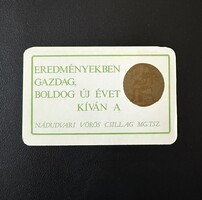 EREDMÉNYEKBEN
GAZDAG,
BOLDOG ÚJ ÉVET
KÍVÁN A
NÁDUDVARI VÖRÖS CSILLAG MGTSZ.